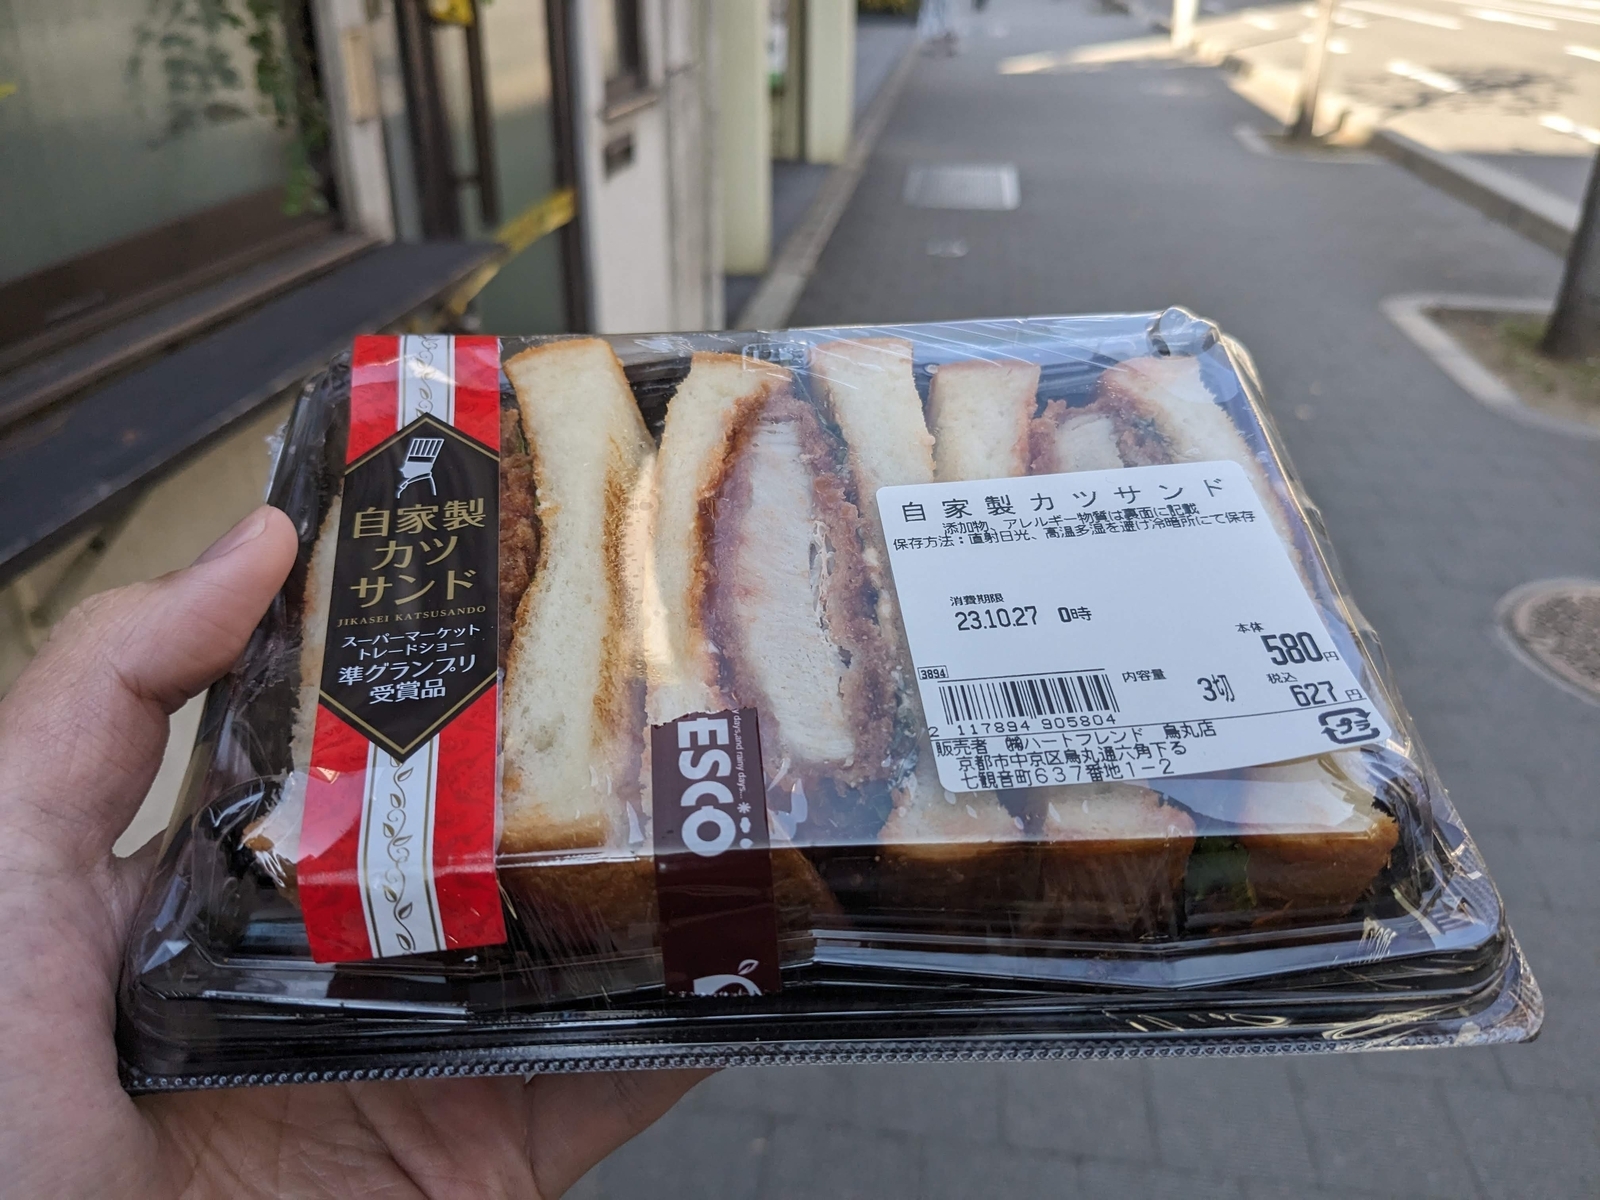 自家製
カツ
サンド
JIKASEI KATSUSANDO
スーパーマーケット
トレードショー
準グランプリ
受賞品
ESCO
days,and rainy days...
自家製カツサンド
添加物、アレルギー物質は裏面に記載
保存方法:直射日光、高温多湿を避け冷暗所にて保存
消費期限
23.10.27 0時
本体
580円
3894
内容量
3切
税込
627円
2 117894 905804
プラ
販売者 ㈱ハートフレンド 烏丸店
京都市中京区烏丸通六角下る
七観音町637番地1-2